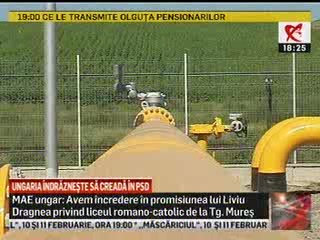 19:00 CE LE TRANSMITE OLGUȚA PENSIONARILOR
18:25
UNGARIA ÎNDRĂZNEȘTE SĂ CREADĂ ÎN PSD
MAE ungar: Avem încredere în promisiunea lui Liviu
Dragnea privind liceul romano-catolic de la Tg. Mureș
L", 10 ȘI 11 FEBRUARIE, ORA 19:00 * "MĂSCĂRICIUL", 10 ȘI 11 FEBRUAR